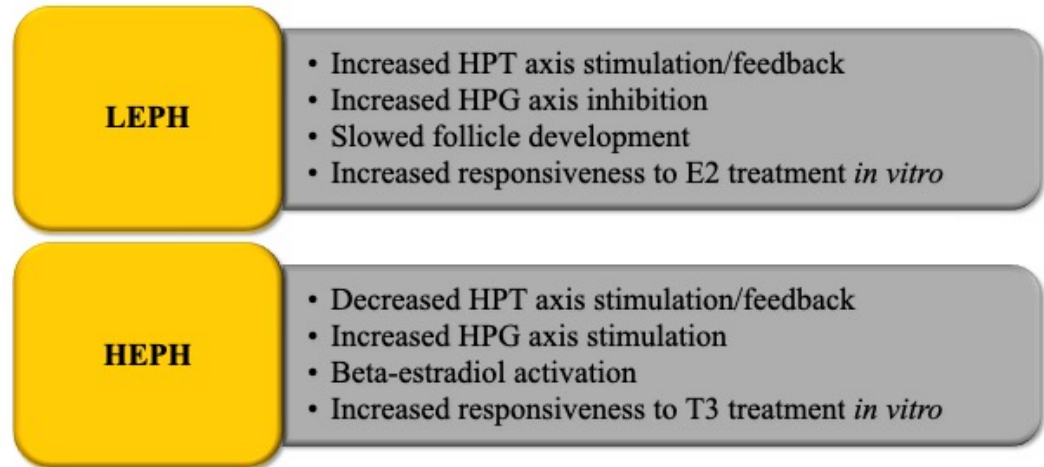 LEPH
• Increased HPT axis stimulation/feedback
• Increased HPG axis inhibition
• Slowed follicle development
• Increased responsiveness to E2 treatment in vitro
HEPH
• Decreased HPT axis stimulation/feedback
• Increased HPG axis stimulation
• Beta-estradiol activation
• Increased responsiveness to T3 treatment in vitro